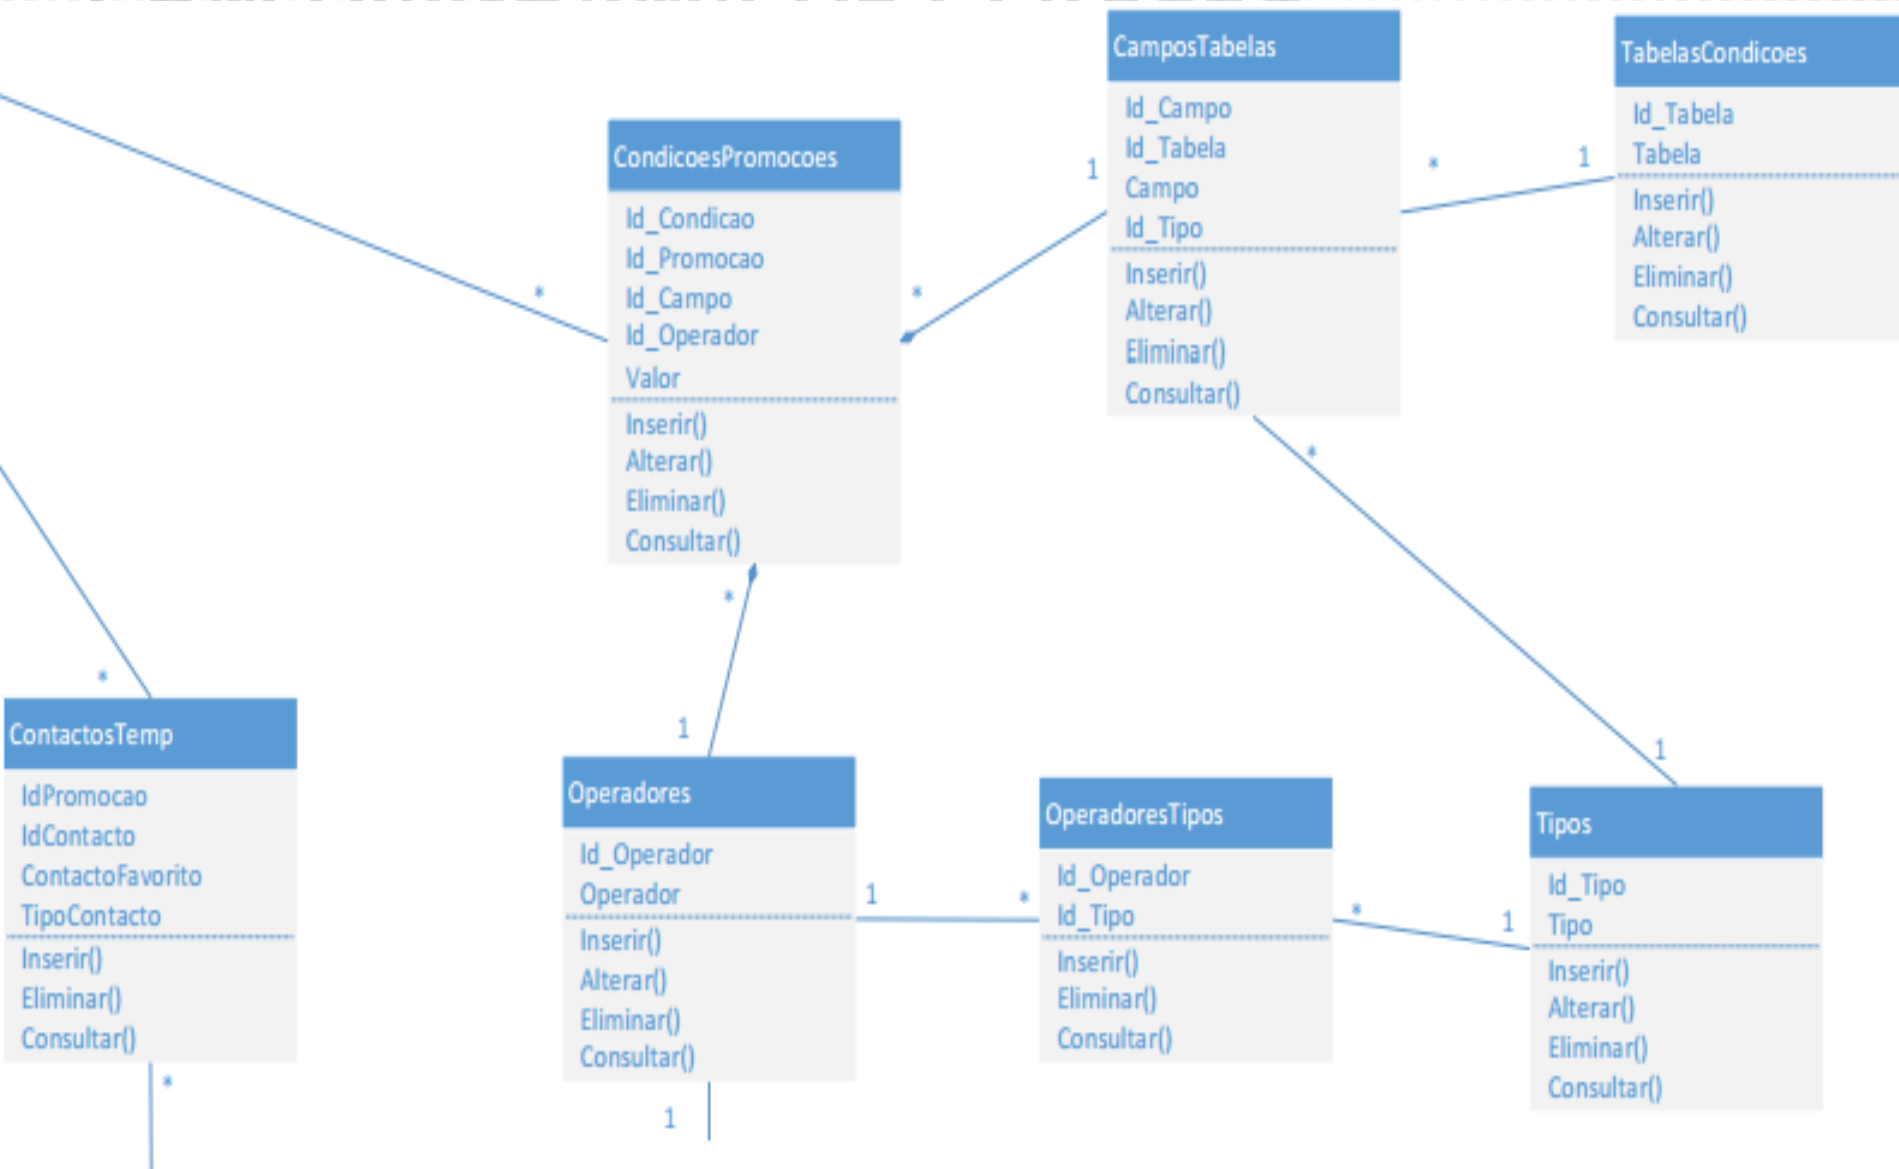 CamposTabelas
Id_Campo
Id_Tabela
Campo
Id_Tipo
Inserir()
Alterar()
Eliminar()
Consultar()
TabelasCondicoes
Id_Tabela
Tabela
Inserir()
Alterar()
Eliminar()
Consultar()
CondicoesPromocoes
Id_Condicao
Id_Promocao
Id_Campo
Id_Operador
Valor
Inserir()
Alterar()
Eliminar()
Consultar()
1
*
1
*
*
*
1
*
1
*
ContactosTemp
IdPromocao
IdContacto
ContactoFavorito
TipoContacto
Inserir()
Eliminar()
Consultar()
*
Operadores
Id_Operador
Operador
Inserir()
Alterar()
Eliminar()
Consultar()
1
1
*
OperadoresTipos
Id_Operador
Id_Tipo
Inserir()
Eliminar()
Consultar()
*
1
Tipos
Id_Tipo
Tipo
Inserir()
Alterar()
Eliminar()
Consultar()